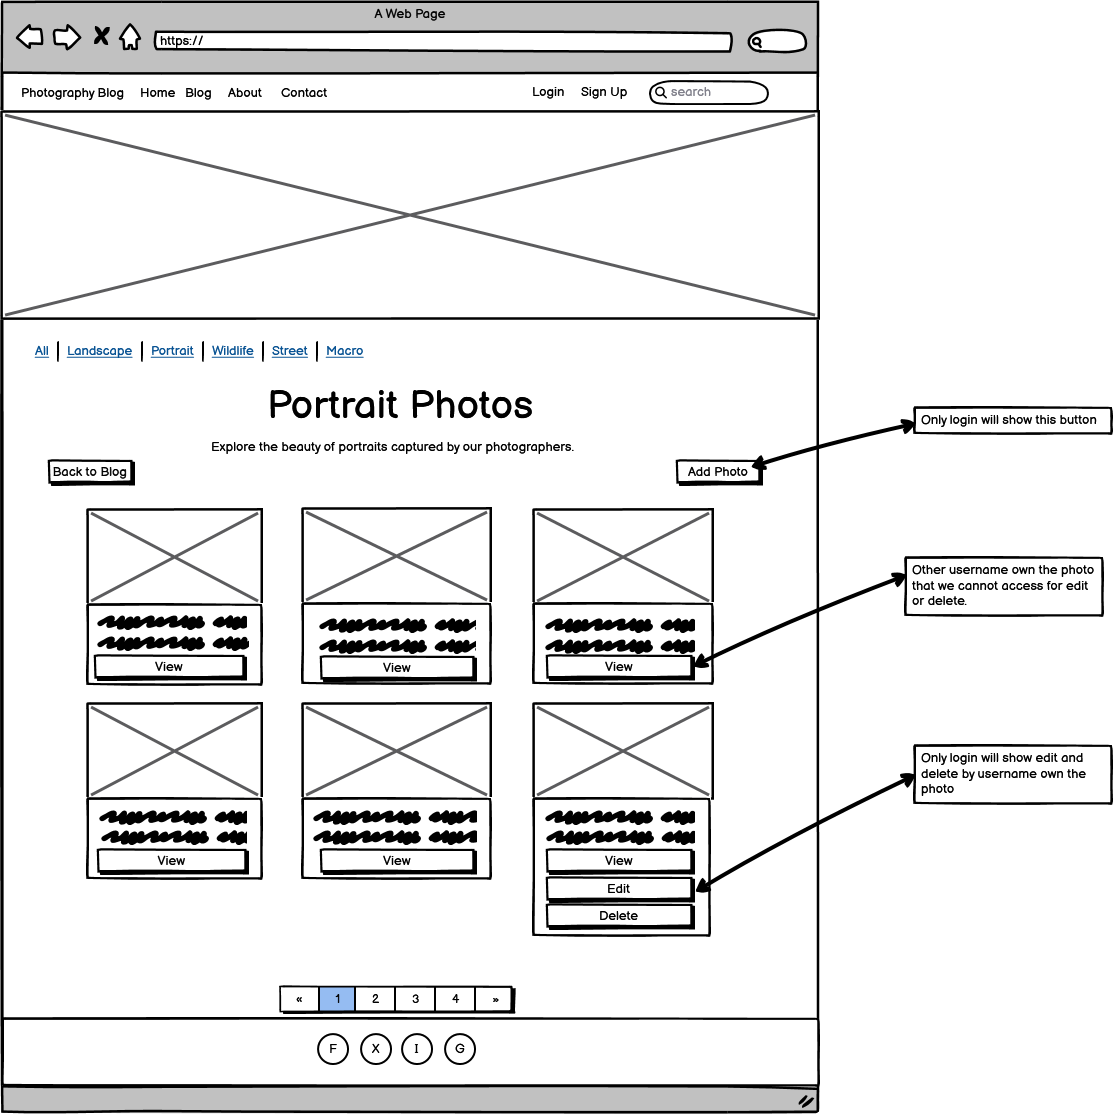 A Web Page
https://
Photography Blog Home Blog About Contact Login Sign Up search
All Landscape Portrait Wildlife Street Macro
Portrait Photos
Explore the beauty of portraits captured by our photographers.
Back to Blog Add Photo
Only login will show this button
View View View
Other username own the photo
that we cannot access for edit
or delete.
View View View
Edit
Delete
Only login will show edit and
delete by username own the
photo
« 1 2 3 4 »
F X I G